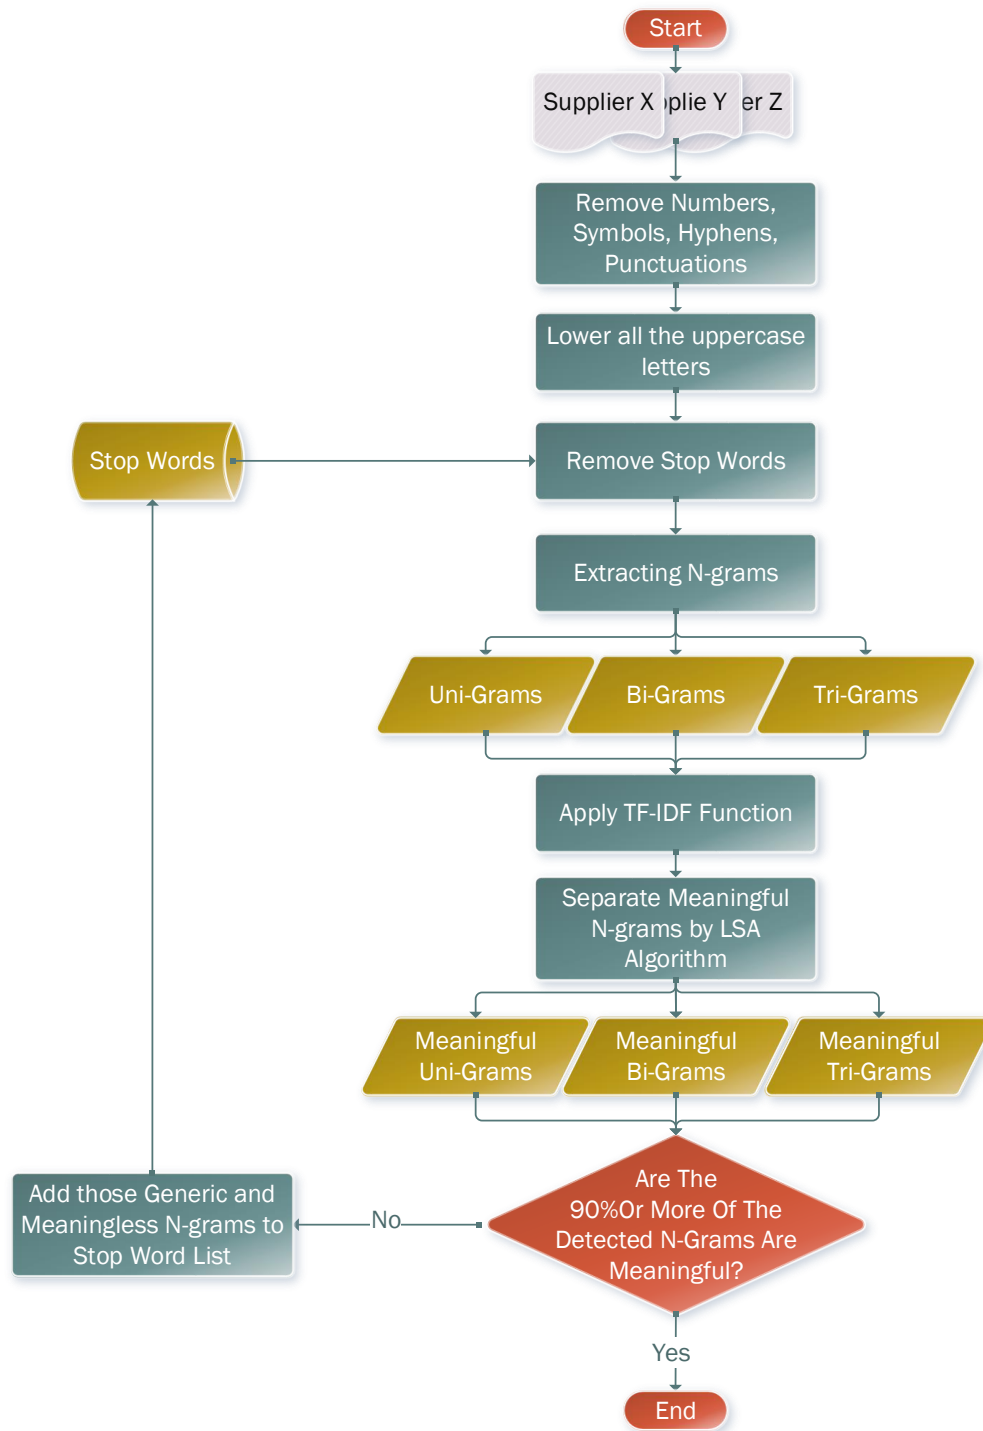 Start
Supplier X
Y
Z
Remove Numbers,
Symbols, Hyphens,
Punctuations
Lower all the uppercase
letters
Stop Words
Remove Stop Words
Extracting N-grams
Uni-Grams
Bi-Grams
Tri-Grams
Apply TF-IDF Function
Separate Meaningful
N-grams by LSA
Algorithm
Meaningful
Uni-Grams
Meaningful
Bi-Grams
Meaningful
Tri-Grams
Are The
90%Or More Of The
Detected N-Grams Are
Meaningful?
No
Add those Generic and
Meaningless N-grams to
Stop Word List
Yes
End